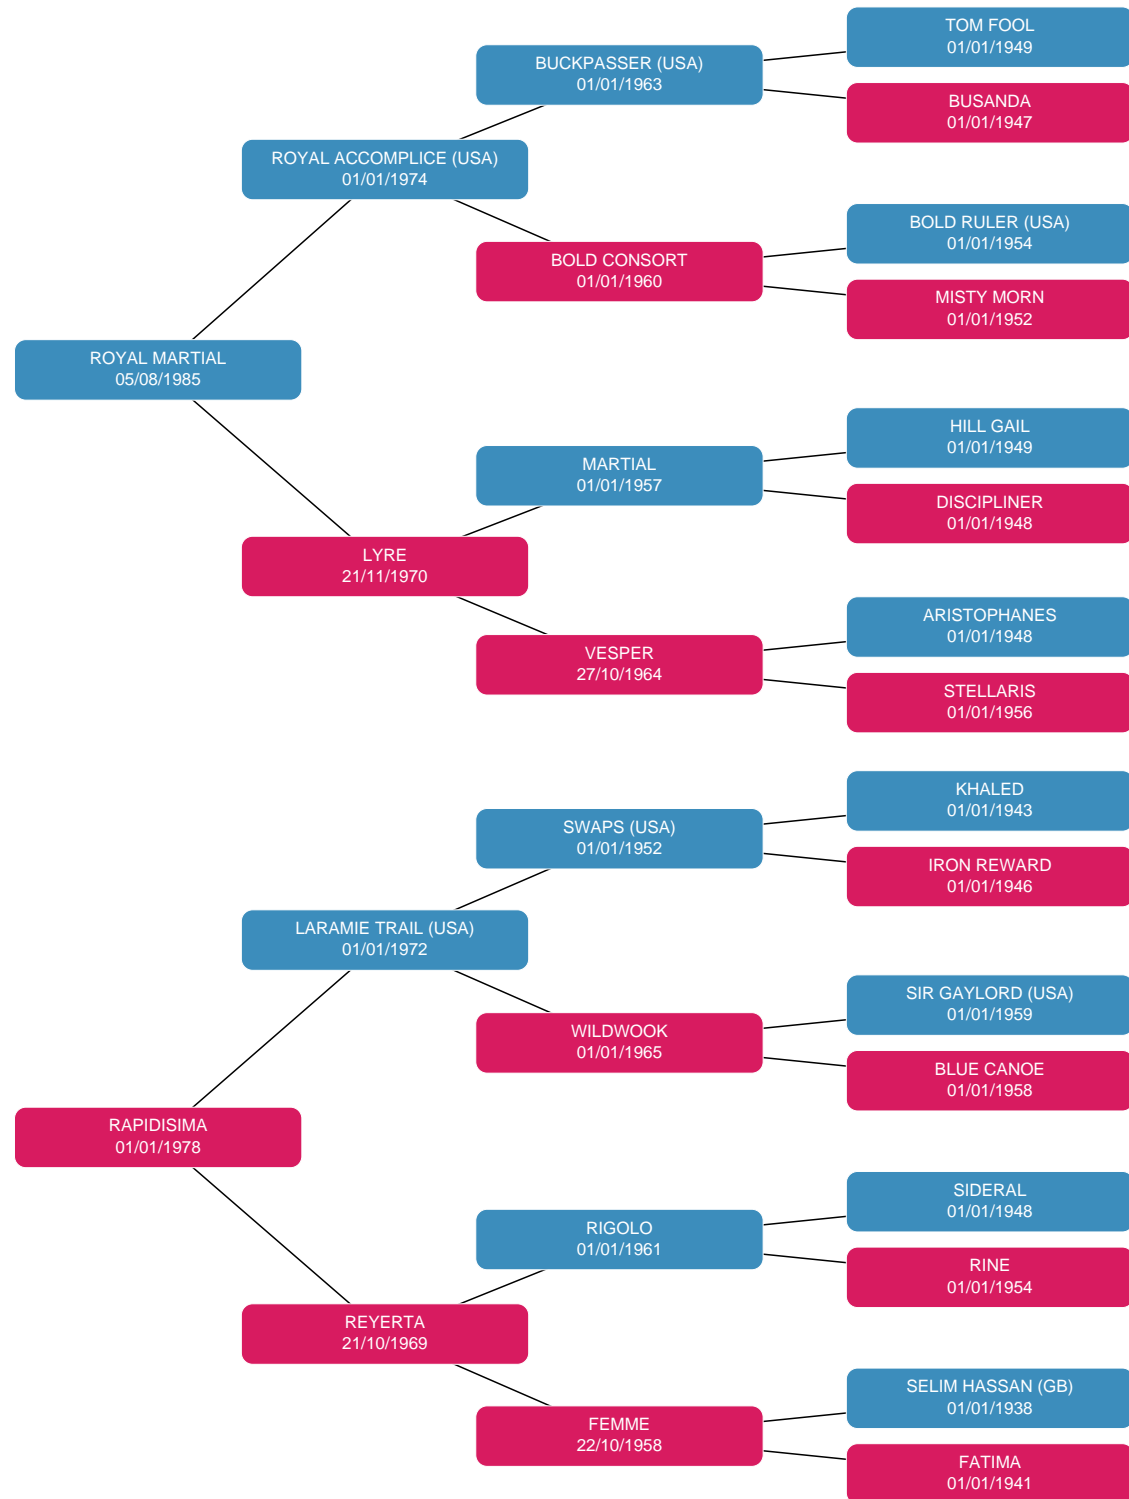 TOM FOOL
01/01/1949
BUCKPASSER (USA)
01/01/1963
BUSANDA
01/01/1947
ROYAL ACCOMPLICE (USA)
01/01/1974
BOLD RULER (USA)
01/01/1954
BOLD CONSORT
01/01/1960
MISTY MORN
01/01/1952
ROYAL MARTIAL
05/08/1985
HILL GAIL
01/01/1949
MARTIAL
01/01/1957
DISCIPLINER
01/01/1948
LYRE
21/11/1970
ARISTOPHANES
01/01/1948
VESPER
27/10/1964
STELLARIS
01/01/1956
KHALED
01/01/1943
SWAPS (USA)
01/01/1952
IRON REWARD
01/01/1946
LARAMIE TRAIL (USA)
01/01/1972
SIR GAYLORD (USA)
01/01/1959
WILDWOOK
01/01/1965
BLUE CANOE
01/01/1958
RAPIDISIMA
01/01/1978
SIDERAL
01/01/1948
RIGOLO
01/01/1961
RINE
01/01/1954
REYERTA
21/10/1969
SELIM HASSAN (GB)
01/01/1938
FEMME
22/10/1958
FATIMA
01/01/1941